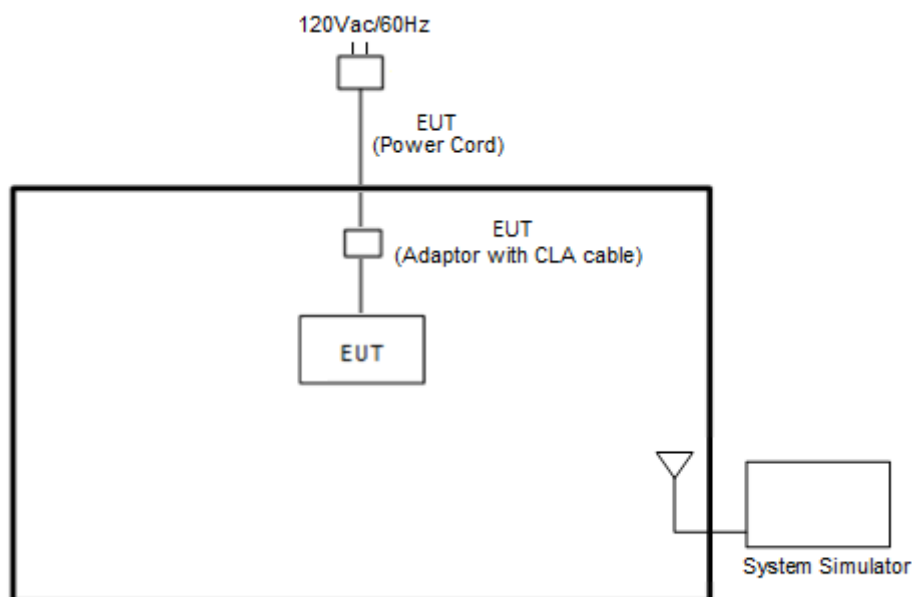 120Vac/60Hz
EUT
(Power Cord)
EUT
(Adaptor with CLA cable)
EUT
System Simulator